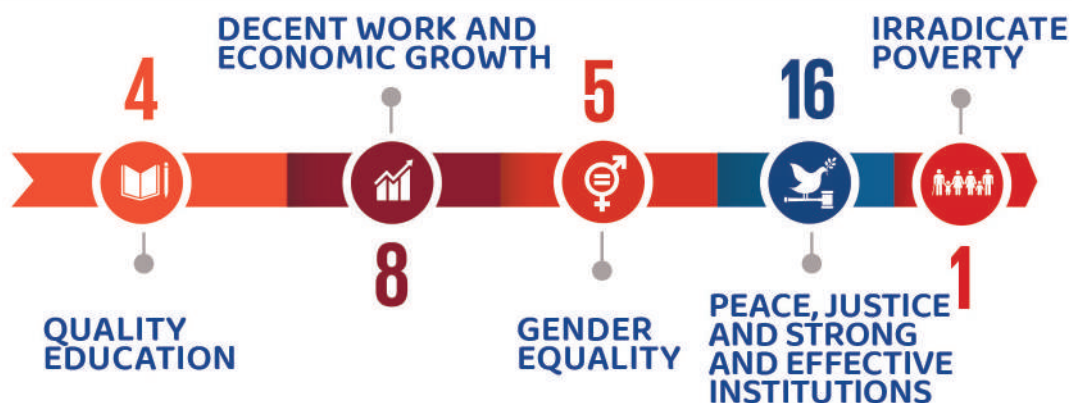 4
QUALITY
EDUCATION
DECENT WORK AND
ECONOMIC GROWTH
8
5
GENDER
EQUALITY
16
PEACE, JUSTICE
AND STRONG
AND EFFECTIVE
INSTITUTIONS
IRRADICATE
POVERTY
1